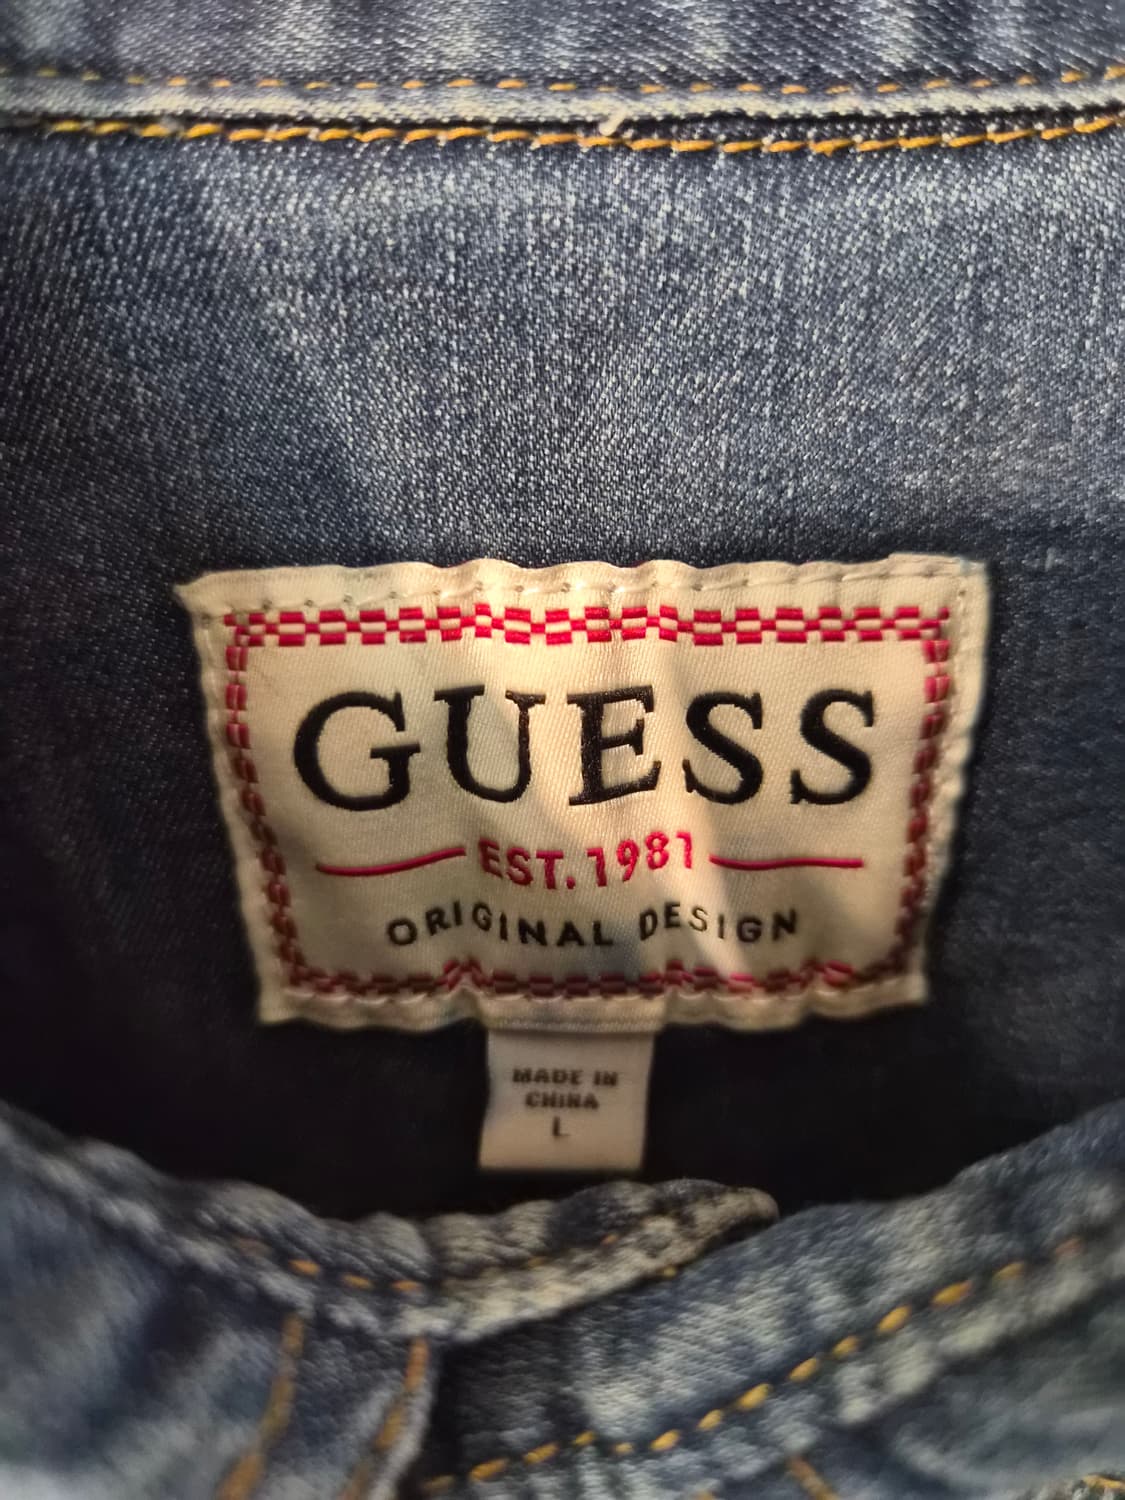 GUESS
EST. 1981
ORIGINAL DESIGN
MADE IN
CHINA
L